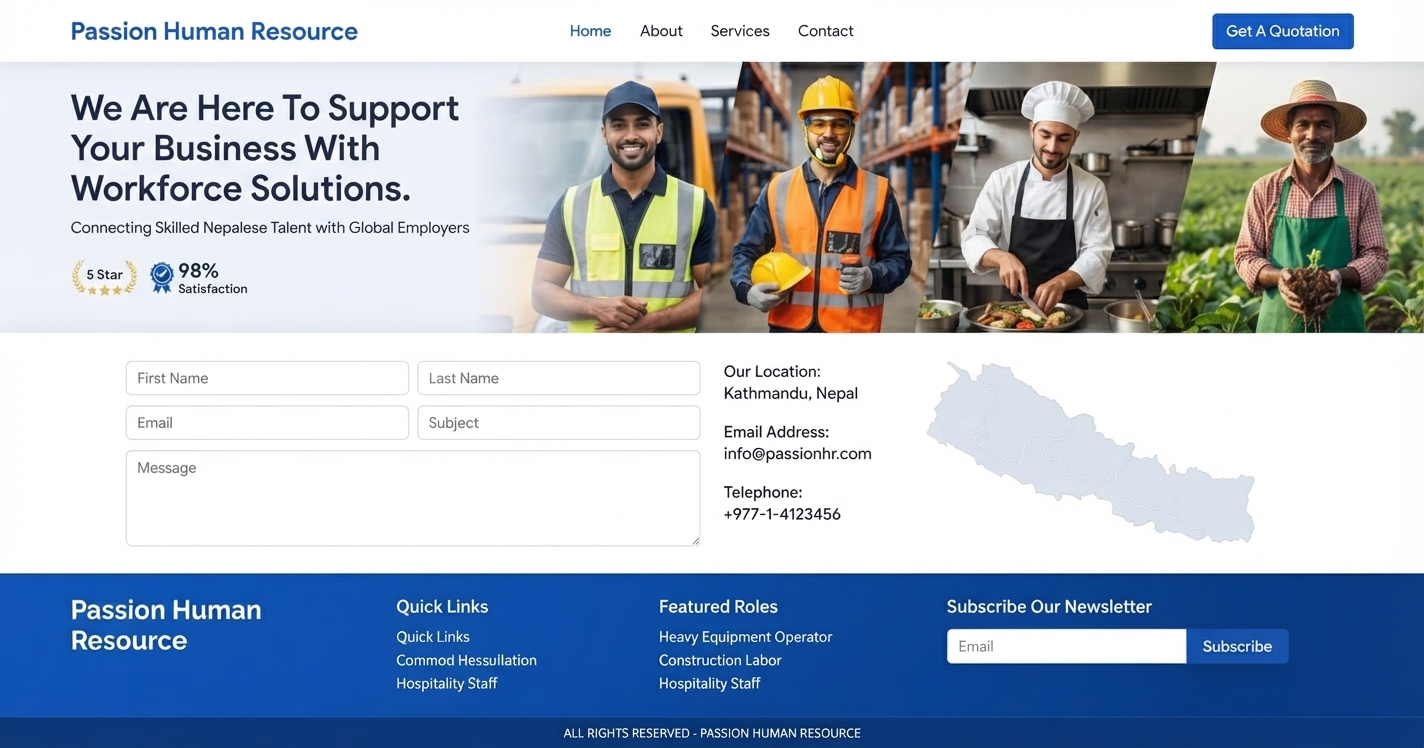 Passion Human Resource
Home
About
Services
Contact
Get A Quotation
We Are Here To Support
Your Business With
Workforce Solutions.
Connecting Skilled Nepalese Talent with Global Employers
5 Star
98%
Satisfaction
First Name
Last Name
Email
Subject
Message
Our Location:
Kathmandu, Nepal
Email Address:
info@passionhr.com
Telephone:
+977-1-4123456
Passion Human
Resource
Quick Links
Quick Links
Commod Hessullation
Hospitality Staff
Featured Roles
Heavy Equipment Operator
Construction Labor
Hospitality Staff
Subscribe Our Newsletter
Email
Subscribe
ALL RIGHTS RESERVED - PASSION HUMAN RESOURCE